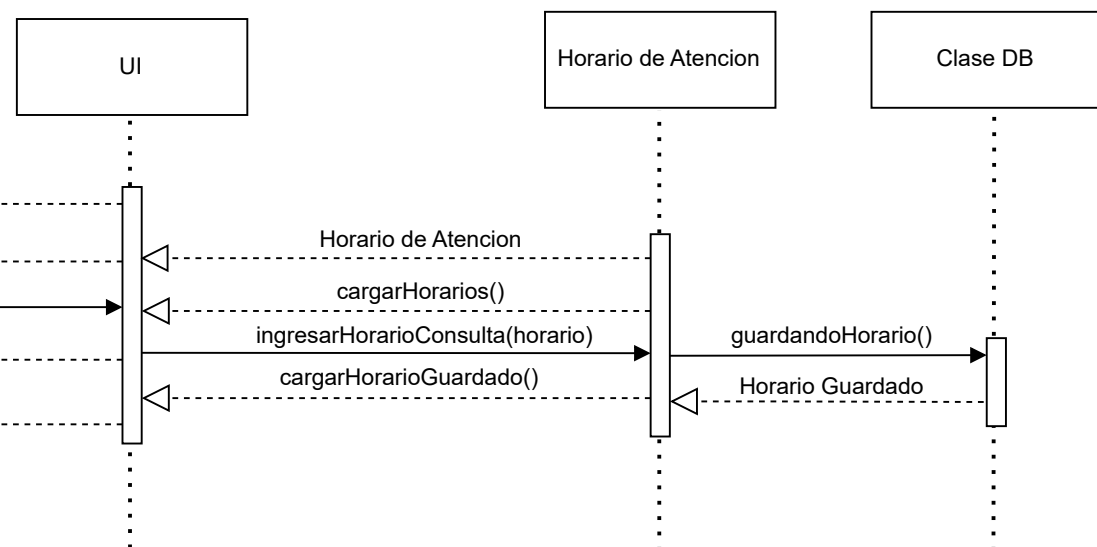 UI
Horario de Atencion
Clase DB
Horario de Atencion
cargarHorarios()
ingresarHorarioConsulta(horario)
guardandoHorario()
cargarHorarioGuardado()
Horario Guardado